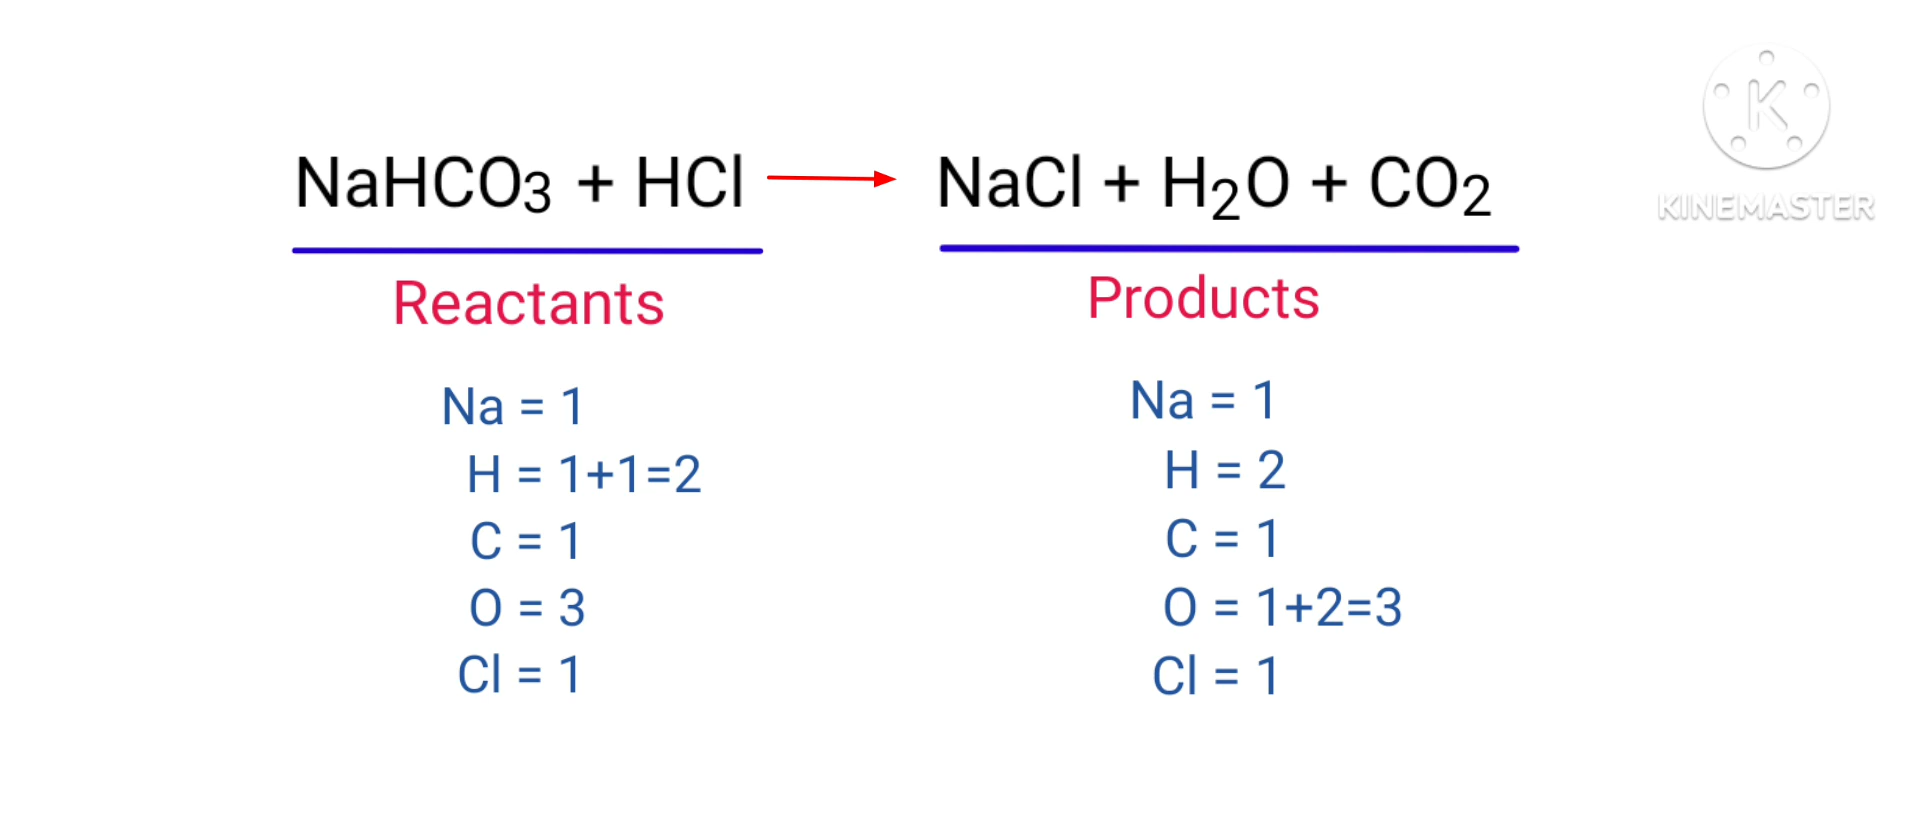 NaHCO3 + HCl → NaCl + H2O + CO2
Reactants
Products
Na = 1
H = 1+1=2
C = 1
O = 3
Cl = 1
Na = 1
H = 2
C = 1
O = 1+2=3
Cl = 1
K
KINEMASTER